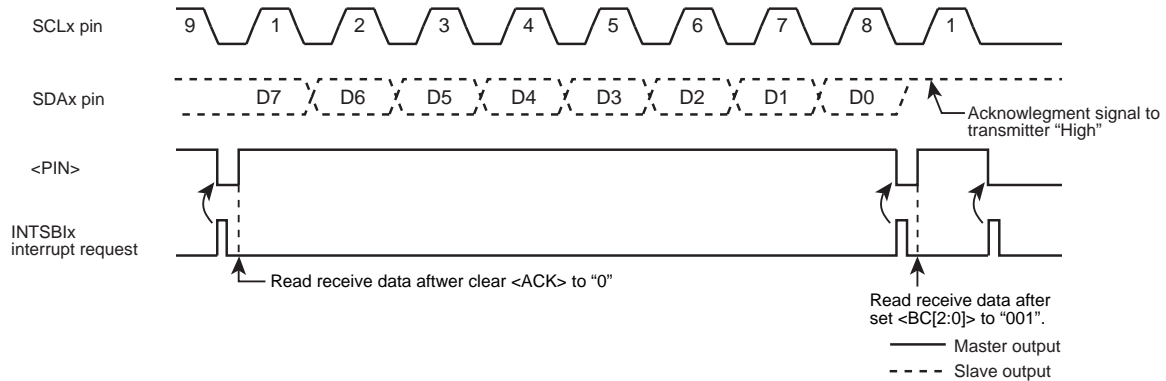 SCLx pin
9 1 2 3 4 5 6 7 8 1
SDAx pin
D7 D6 D5 D4 D3 D2 D1 D0
Acknowlegment signal to
transmitter “High”
<PIN>
INTSBIx
interrupt request
Read receive data aftwer clear <ACK> to “0”
Read receive data after
set <BC[2:0]> to “001”.
Master output
Slave output